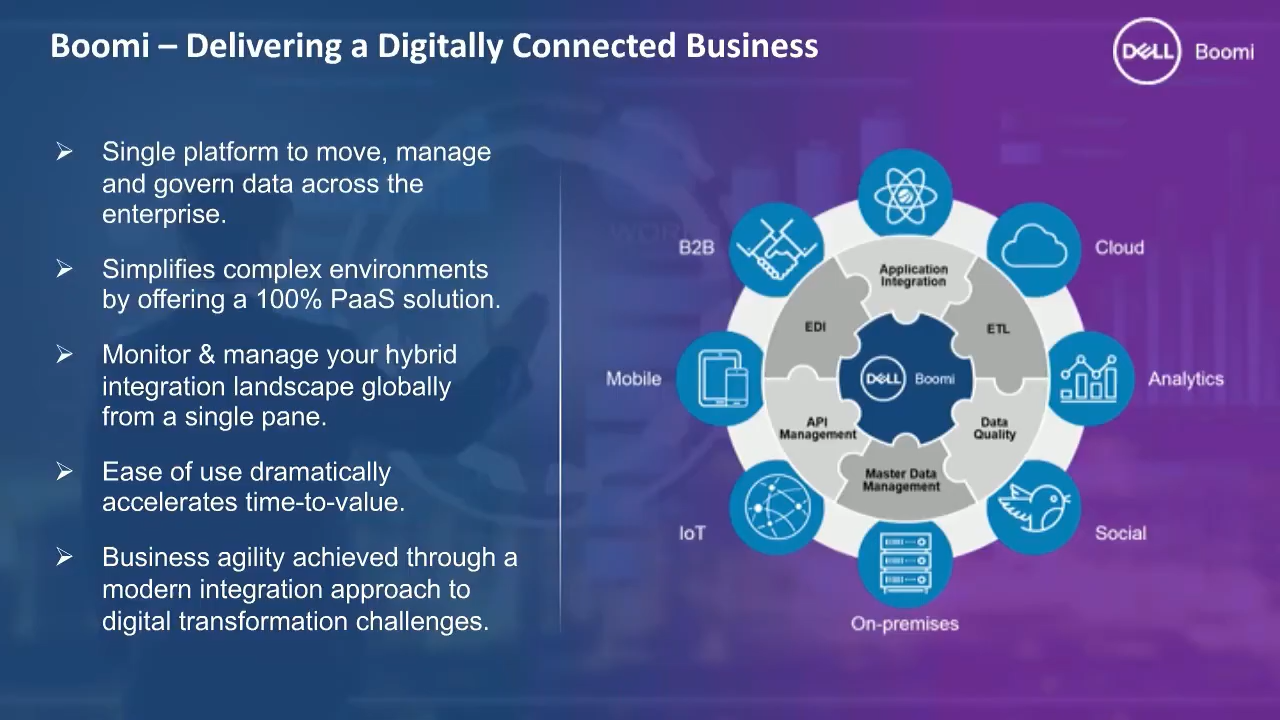 Boomi – Delivering a Digitally Connected Business
DELL Boomi
➢ Single platform to move, manage
and govern data across the
enterprise.
➢ Simplifies complex environments
by offering a 100% PaaS solution.
➢ Monitor & manage your hybrid
integration landscape globally
from a single pane.
➢ Ease of use dramatically
accelerates time-to-value.
➢ Business agility achieved through a
modern integration approach to
digital transformation challenges.
B2B
Cloud
Application
Integration
EDI
ETL
Mobile
DELL Boomi
Analytics
API
Management
Data
Quality
Master Data
Management
IoT
Social
On-premises